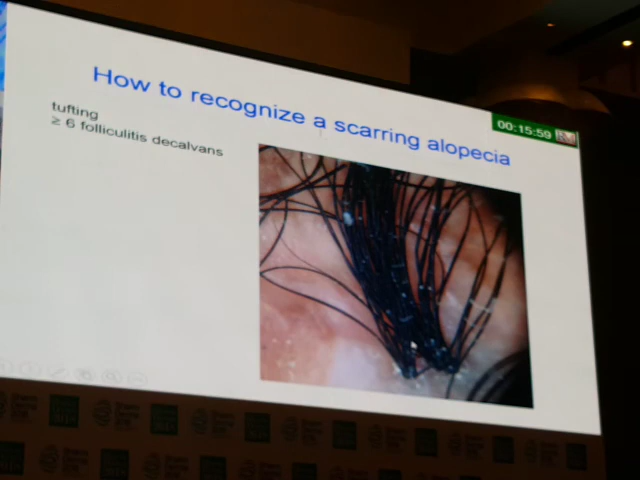 How to recognize a scarring alopecia
00:15:59
tufting
≥ 6 folliculitis decalvans